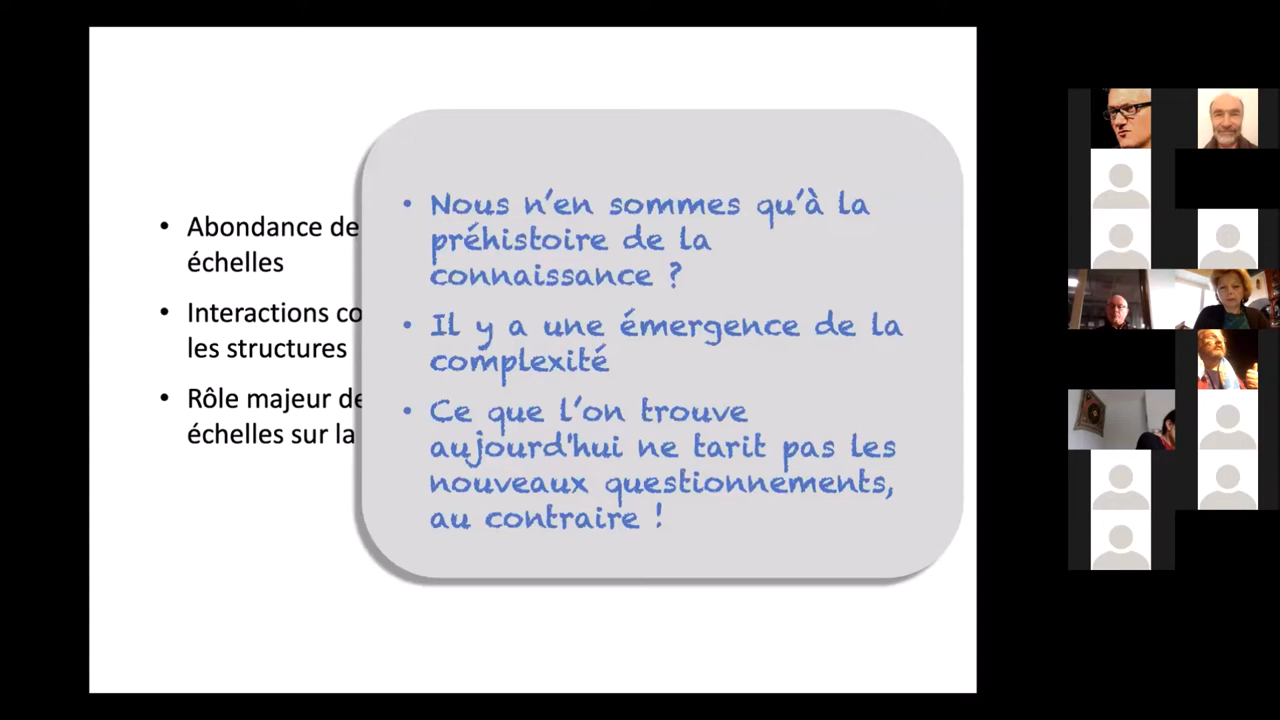 • Abondance de
échelles
• Interactions co
les structures
• Rôle majeur de
échelles sur la
• Nous n’en sommes qu’à la
préhistoire de la
connaissance ?
• Il y a une émergence de la
complexité
• Ce que l’on trouve
aujourd'hui ne tarit pas les
nouveaux questionnements,
au contraire !